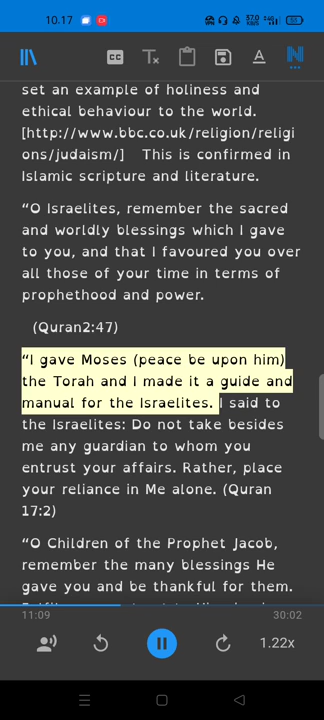 10.17
37.0
KB/S
set an example of holiness and
ethical behaviour to the world.
[http://www.bbc.co.uk/religion/religi
ons/judaism/]   This is confirmed in
Islamic scripture and literature.
“O Israelites, remember the sacred
and worldly blessings which I gave
to you, and that I favoured you over
all those of your time in terms of
prophethood and power.
(Quran2:47)
“I gave Moses (peace be upon him)
the Torah and I made it a guide and
manual for the Israelites. I said to
the Israelites: Do not take besides
me any guardian to whom you
entrust your affairs. Rather, place
your reliance in Me alone. (Quran
17:2)
“O Children of the Prophet Jacob,
remember the many blessings He
gave you and be thankful for them.
11:09
30:02
1.22x